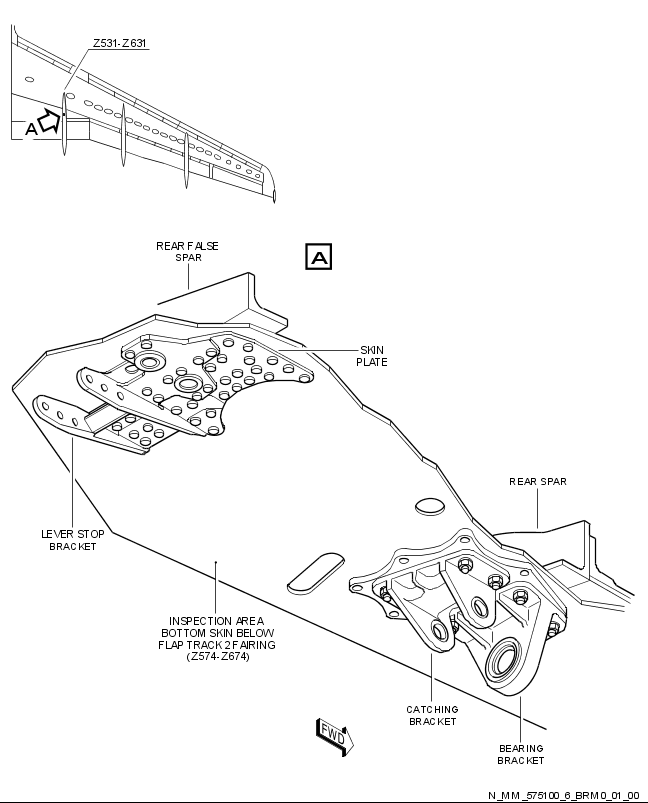 Z531-Z631
A
REAR FALSE
SPAR
A
SKIN
PLATE
REAR SPAR
LEVER STOP
BRACKET
INSPECTION AREA
BOTTOM SKIN BELOW
FLAP TRACK 2 FAIRING
(Z574-Z674)
CATCHING
BRACKET
FWD
BEARING
BRACKET
N_MM_575100_6_BRM0_01_00